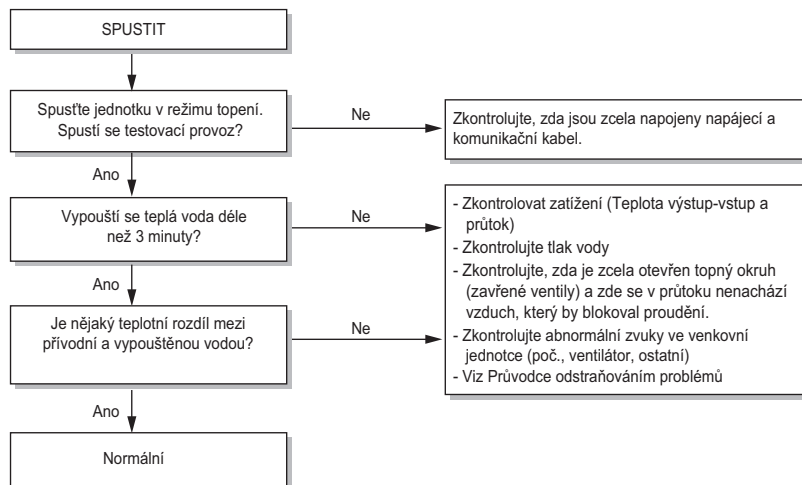 SPUSTIT
Spusťte jednotku v režimu topení.
Spustí se testovací provoz?
Ne
Zkontrolujte, zda jsou zcela napojeny napájecí a
komunikační kabel.
Ano
Vypouští se teplá voda déle
než 3 minuty?
Ne
- Zkontrolovat zatížení (Teplota výstup-vstup a
průtok)
- Zkontrolujte tlak vody
- Zkontrolujte, zda je zcela otevřen topný okruh
(zavřené ventily) a zde se v průtoku nenachází
vzduch, který by blokoval proudění.
- Zkontrolujte abnormální zvuky ve venkovní
jednotce (poč., ventilátor, ostatní)
- Viz Průvodce odstraňováním problémů
Ano
Je nějaký teplotní rozdíl mezi
přívodní a vypouštěnou vodou?
Ne
Ano
Normální